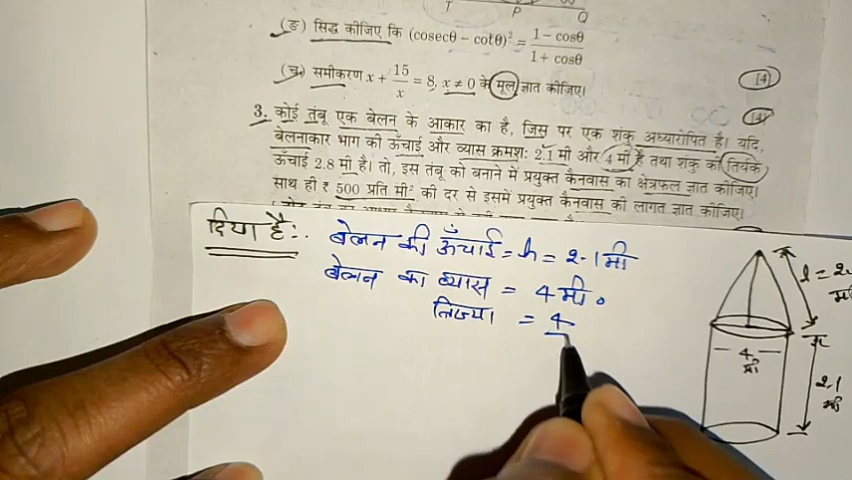 T P Q
(ङ) सिद्ध कीजिए कि (cosecθ – cotθ)² = 1 – cosθ / 1 + cosθ
(च) समीकरण x + 15/x = 8, x ≠ 0 के मूल ज्ञात कीजिए। [4]
3. कोई तंबू एक बेलन के आकार का है, जिस पर एक शंकु अध्यारोपित है। यदि,
बेलनाकार भाग की ऊँचाई और व्यास क्रमशः 2.1 मी और 4 मी है तथा शंकु की तिर्यक
ऊँचाई 2.8 मी है। तो, इस तंबू को बनाने में प्रयुक्त कैनवास का क्षेत्रफल ज्ञात कीजिए।
साथ ही ₹ 500 प्रति मी² की दर से इसमें प्रयुक्त कैनवास की लागत ज्ञात कीजिए।
दिया है:-
बेलन की ऊँचाई = h = 2.1 मी
बेलन का व्यास = 4 मी.
त्रिज्या = 4
l = 2.
4
मी
2.1
मी